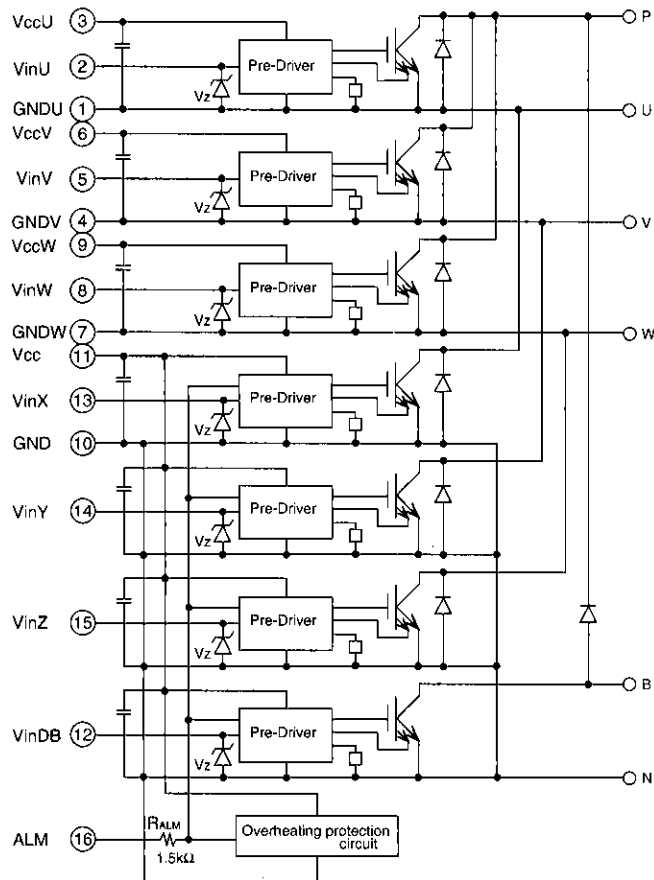 VccU 3 P
VinU 2 Vz Pre-Driver
GNDU 1 U
VccV 6
VinV 5 Vz Pre-Driver
GNDV 4 V
VccW 9
VinW 8 Vz Pre-Driver
GNDW 7 W
Vcc 11
VinX 13 Vz Pre-Driver
GND 10
VinY 14 Vz Pre-Driver
VinZ 15 Vz Pre-Driver
B
VinDB 12 Vz Pre-Driver
N
ALM 16 RALM 1.5kΩ
Overheating protection
circuit